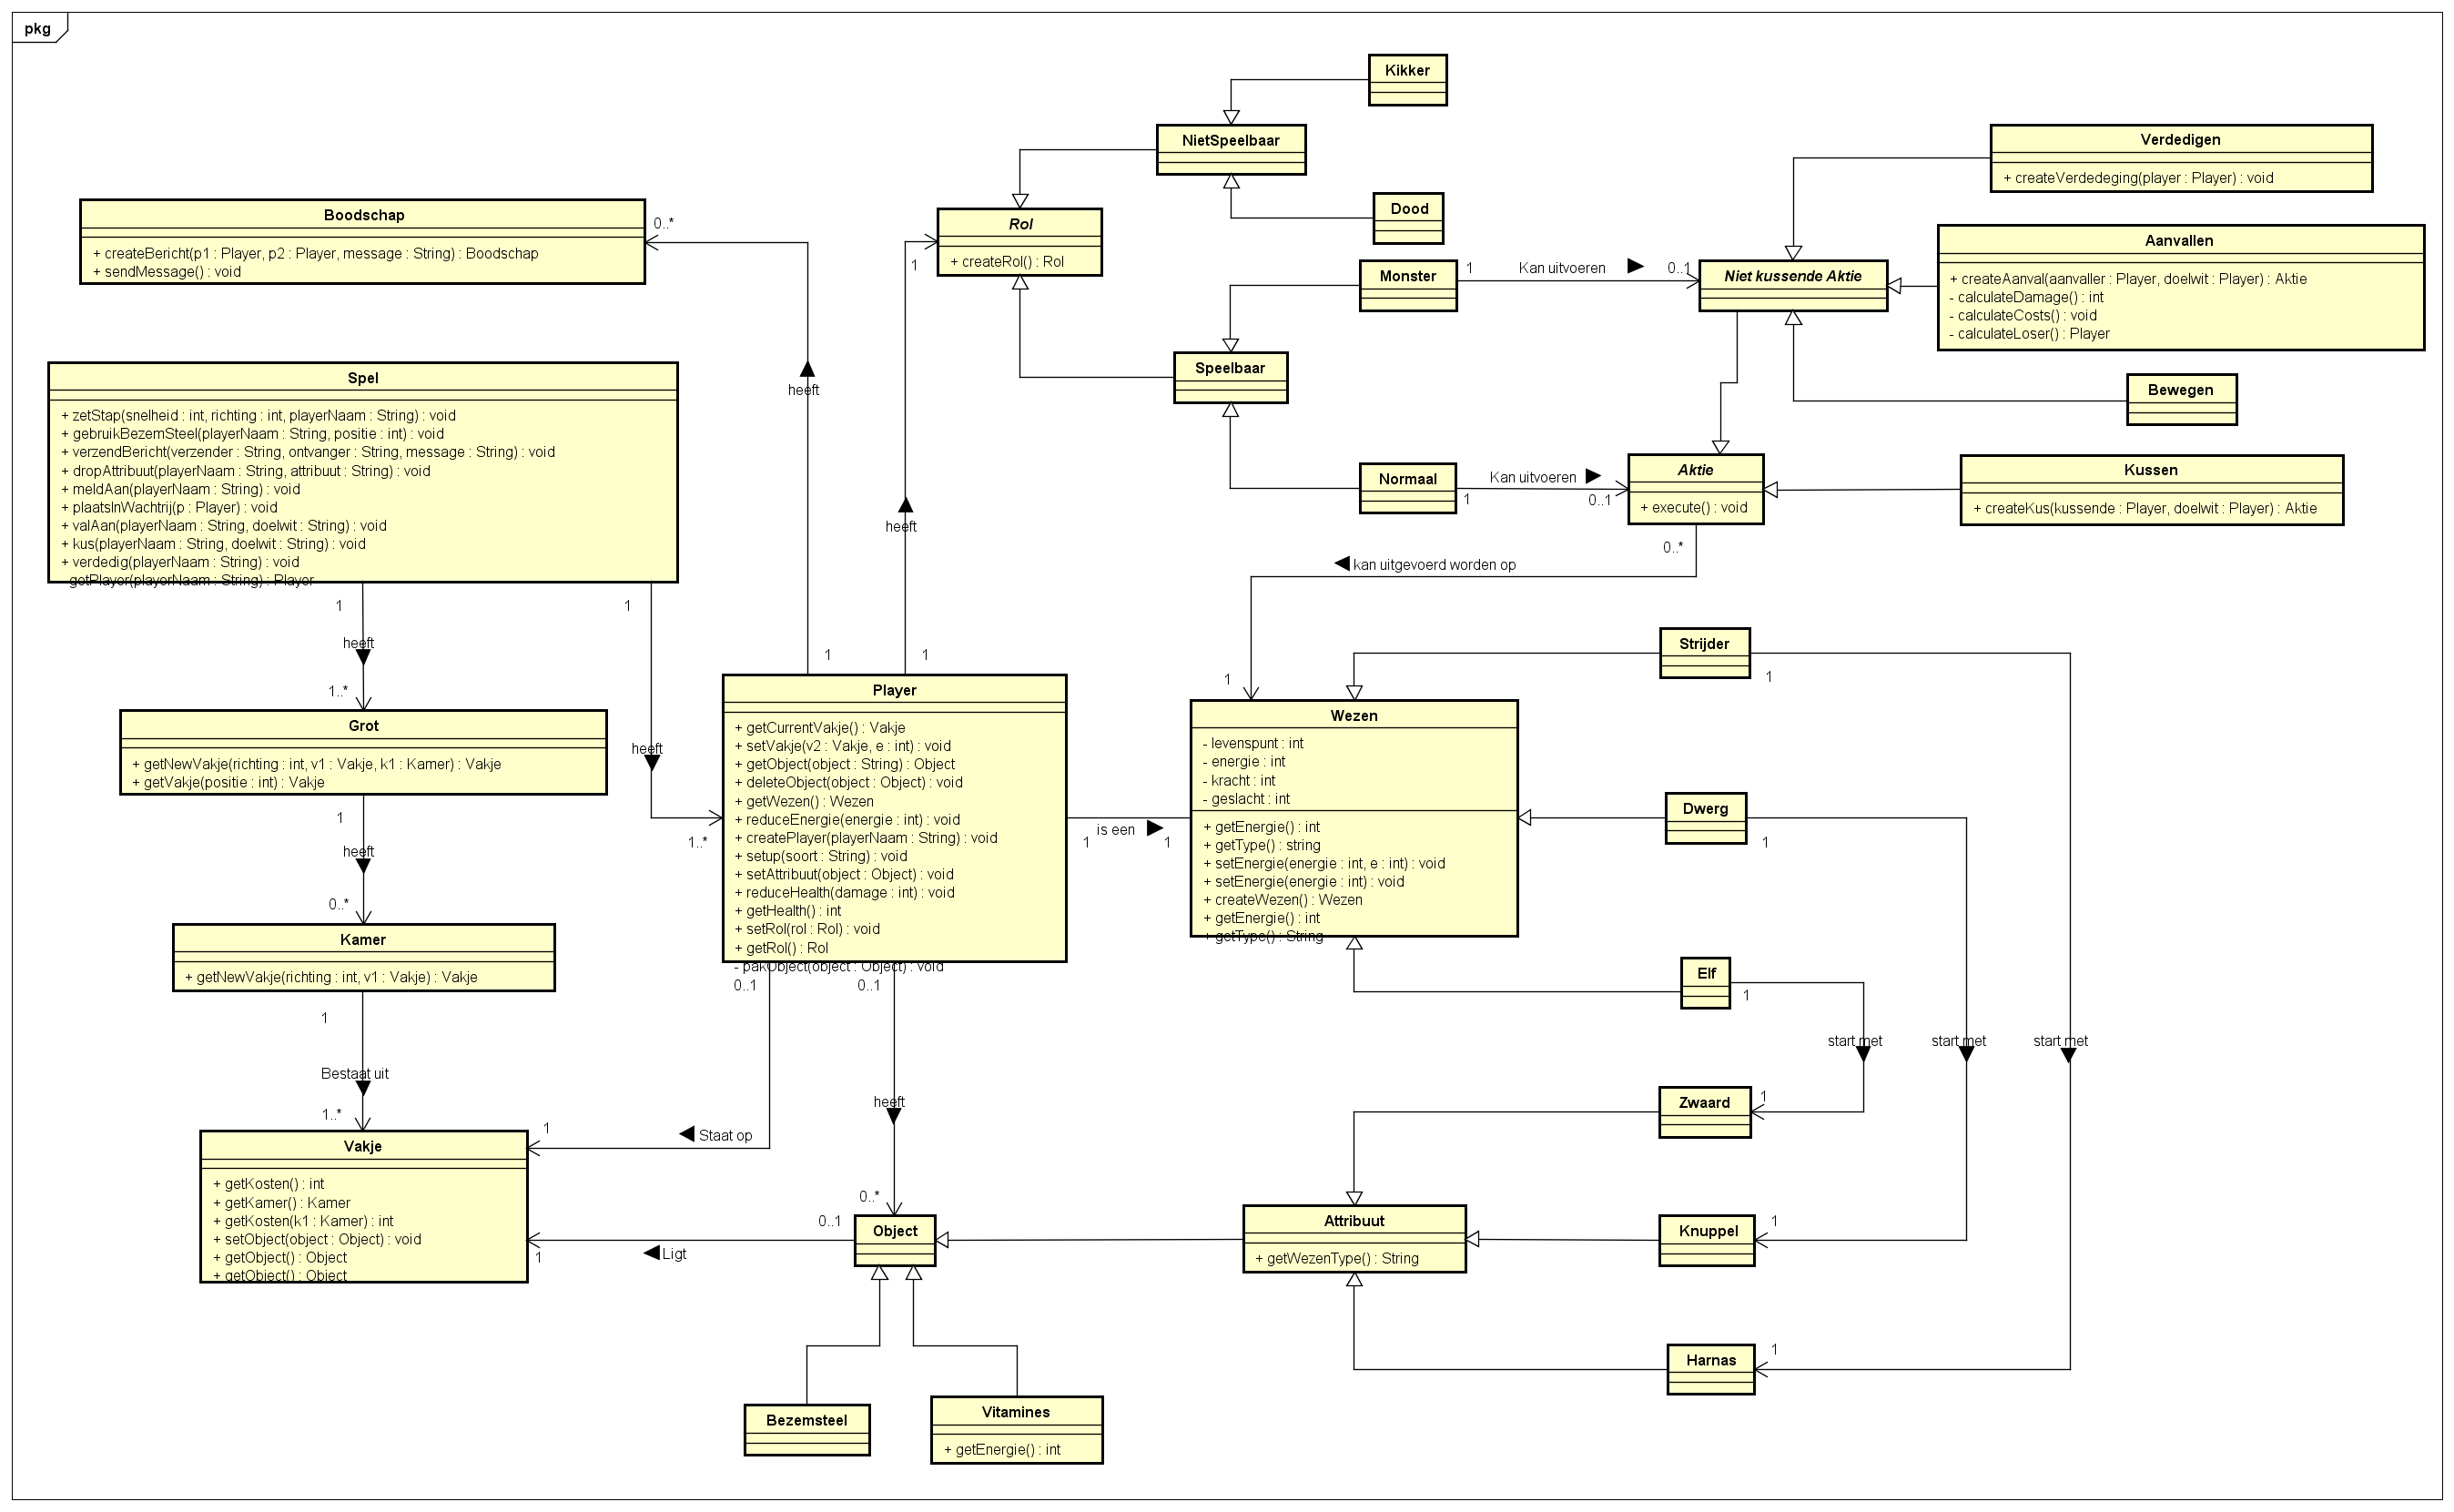 pkg
Kikker
NietSpeelbaar
Dood
Rol
+ createRol() : Rol
Boodschap
+ createBericht(p1 : Player, p2 : Player, message : String) : Boodschap
+ sendMessage() : void
0..*
heeft
1
1
heeft
1
Monster
1
Kan uitvoeren
0..1
Speelbaar
Normaal
1
Kan uitvoeren
0..1
Verdedigen
+ createVerdedeging(player : Player) : void
Aanvallen
+ createAanval(aanvaller : Player, doelwit : Player) : Aktie
- calculateDamage() : int
- calculateCosts() : void
- calculateLoser() : Player
Niet kussende Aktie
Bewegen
Aktie
+ execute() : void
Kussen
+ createKus(kussende : Player, doelwit : Player) : Aktie
0..*
kan uitgevoerd worden op
1
Spel
+ zetStap(snelheid : int, richting : int, playerNaam : String) : void
+ gebruikBezemSteel(playerNaam : String, positie : int) : void
+ verzendBericht(verzender : String, ontvanger : String, message : String) : void
+ dropAttribuut(playerNaam : String, attribuut : String) : void
+ meldAan(playerNaam : String) : void
+ plaatsInWachtrij(p : Player) : void
+ valAan(playerNaam : String, doelwit : String) : void
+ kus(playerNaam : String, doelwit : String) : void
+ verdedig(playerNaam : String) : void
- getPlayer(playerNaam : String) : Player
1
heeft
1..*
1
heeft
1..*
Grot
+ getNewVakje(richting : int, v1 : Vakje, k1 : Kamer) : Vakje
+ getVakje(positie : int) : Vakje
1
heeft
0..*
Kamer
+ getNewVakje(richting : int, v1 : Vakje) : Vakje
1
Bestaat uit
1..*
Vakje
+ getKosten() : int
+ getKamer() : Kamer
+ getKosten(k1 : Kamer) : int
+ setObject(object : Object) : void
+ getObject() : Object
+ getObject() : Object
Player
+ getCurrentVakje() : Vakje
+ setVakje(v2 : Vakje, e : int) : void
+ getObject(object : String) : Object
+ deleteObject(object : Object) : void
+ getWezen() : Wezen
+ reduceEnergie(energie : int) : void
+ createPlayer(playerNaam : String) : void
+ setup(soort : String) : void
+ setAttribuut(object : Object) : void
+ reduceHealth(damage : int) : void
+ getHealth() : int
+ setRol(rol : Rol) : void
+ getRol() : Rol
- pakObject(object : Object) : void
0..1
Staat op
1
0..1
heeft
0..*
1
is een
1
Wezen
- levenspunt : int
- energie : int
- kracht : int
- geslacht : int
+ getEnergie() : int
+ getType() : string
+ setEnergie(energie : int, e : int) : void
+ setEnergie(energie : int) : void
+ createWezen() : Wezen
+ getEnergie() : int
+ getType() : String
Strijder
1
Dwerg
1
Elf
1
start met
start met
start met
Zwaard
1
Knuppel
1
Harnas
1
Attribuut
+ getWezenType() : String
Object
0..1
Ligt
1
Bezemsteel
Vitamines
+ getEnergie() : int